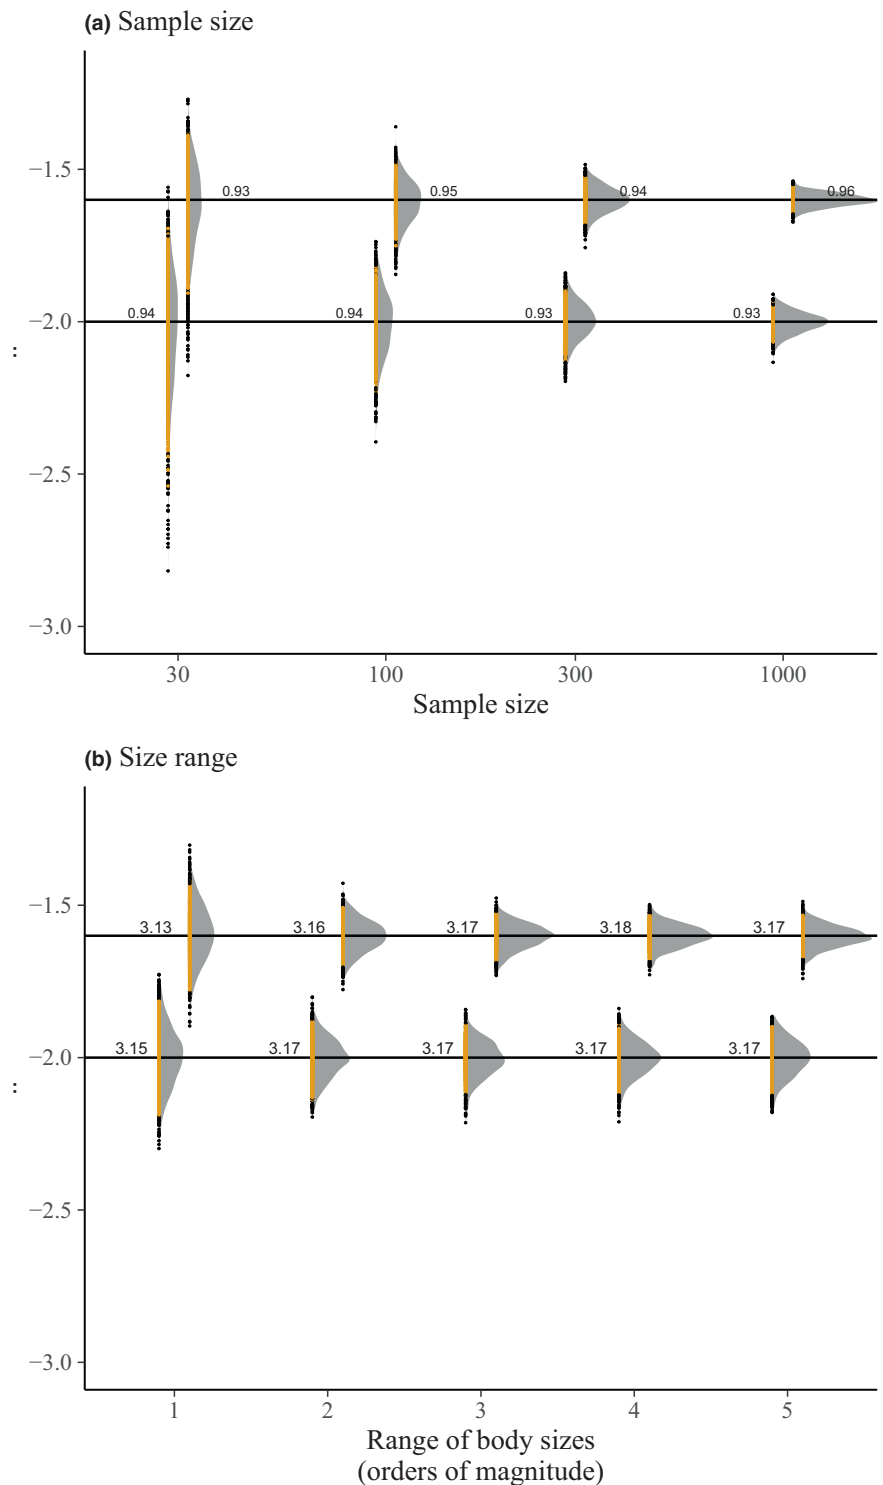 (a) Sample size
−1.5
0.93 0.95 0.94 0.96
−2.0
0.94 0.94 0.93 0.93
:
−2.5
−3.0
30 100 300 1000
Sample size
(b) Size range
−1.5
3.13 3.16 3.17 3.18 3.17
−2.0
3.15 3.17 3.17 3.17 3.17
:
−2.5
−3.0
1 2 3 4 5
Range of body sizes
(orders of magnitude)